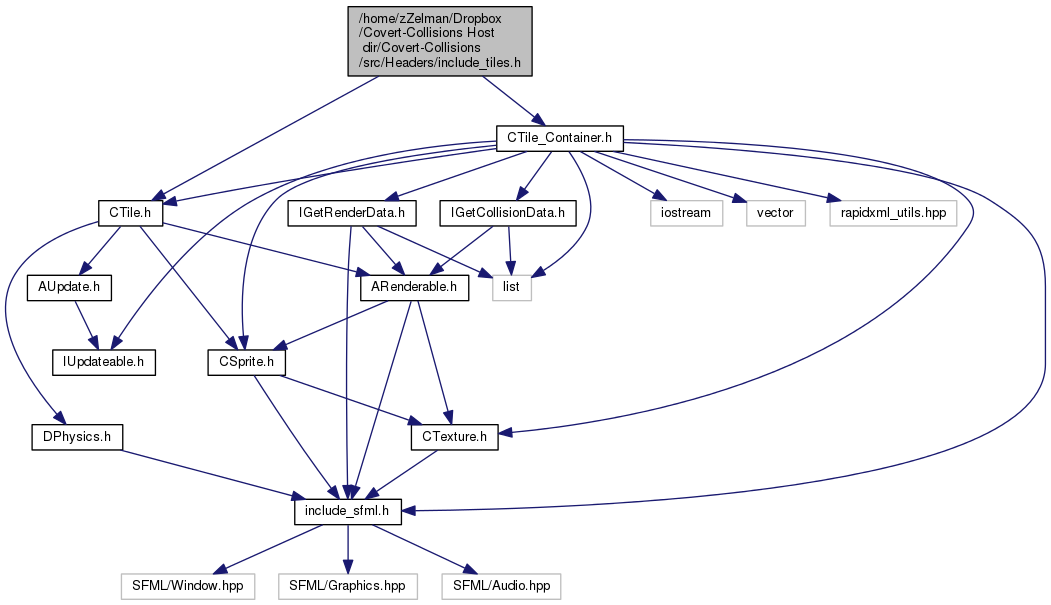 /home/zZelman/Dropbox
/Covert-Collisions Host
dir/Covert-Collisions
/src/Headers/include_tiles.h
CTile_Container.h
CTile.h
IGetRenderData.h
IGetCollisionData.h
iostream
vector
rapidxml_utils.hpp
AUpdate.h
ARenderable.h
list
IUpdateable.h
CSprite.h
DPhysics.h
CTexture.h
include_sfml.h
SFML/Window.hpp
SFML/Graphics.hpp
SFML/Audio.hpp